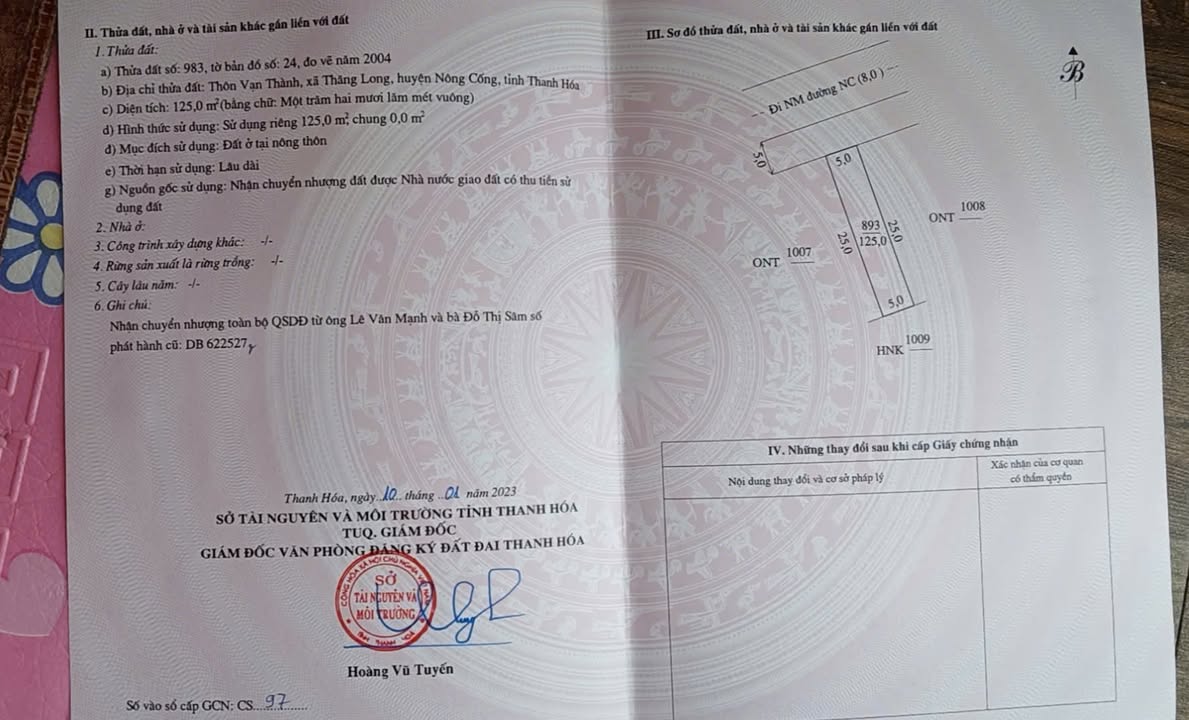 II. Thửa đất, nhà ở và tài sản khác gắn liền với đất
1. Thửa đất:
a) Thửa đất số: 983, tờ bản đồ số: 24, đo vẽ năm 2004
b) Địa chỉ thửa đất: Thôn Vạn Thành, xã Thăng Long, huyện Nông Cống, tỉnh Thanh Hóa
c) Diện tích: 125,0 m² (bằng chữ: Một trăm hai mươi lăm mét vuông)
d) Hình thức sử dụng: Sử dụng riêng 125,0 m², chung 0,0 m²
đ) Mục đích sử dụng: Đất ở tại nông thôn
e) Thời hạn sử dụng: Lâu dài
g) Nguồn gốc sử dụng: Nhận chuyển nhượng đất được Nhà nước giao đất có thu tiền sử
dụng đất
2. Nhà ở:
3. Công trình xây dựng khác: -/-
4. Rừng sản xuất là rừng trồng: -/-
5. Cây lâu năm: -/-
6. Ghi chú:
Nhận chuyển nhượng toàn bộ QSDĐ từ ông Lê Văn Mạnh và bà Đỗ Thị Sâm số
phát hành cũ: DB 622527
Thanh Hóa, ngày 10 tháng 01 năm 2023
SỞ TÀI NGUYÊN VÀ MÔI TRƯỜNG TỈNH THANH HÓA
TUQ. GIÁM ĐỐC
GIÁM ĐỐC VĂN PHÒNG ĐĂNG KÝ ĐẤT ĐAI THANH HÓA
CỘNG HÒA XÃ HỘI CHỦ NGHĨA VIỆT NAM
SỞ
TÀI NGUYÊN VÀ
MÔI TRƯỜNG
TỈNH THANH HÓA
Hoàng Vũ Tuyến
Số vào sổ cấp GCN: CS....97........
III. Sơ đồ thửa đất, nhà ở và tài sản khác gắn liền với đất
B
Đi NM đường NC (8,0)
5,0
5,0
25,0
893
125,0
25,0
5,0
ONT 1007
ONT 1008
HNK 1009
IV. Những thay đổi sau khi cấp Giấy chứng nhận
Nội dung thay đổi và cơ sở pháp lý
Xác nhận của cơ quan
có thẩm quyền